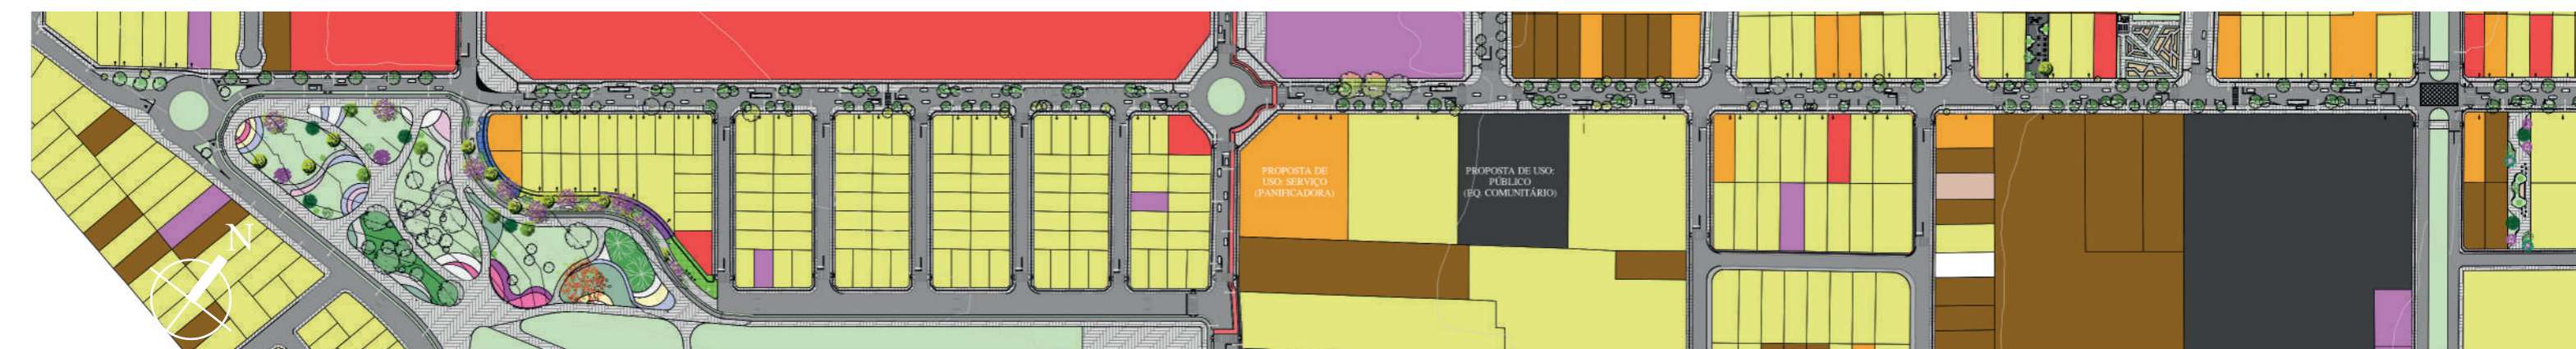 PROPOSTA DE
USO: SERVIÇO
(PANIFICADORA)
PROPOSTA DE USO:
PÚBLICO
(EQ. COMUNITÁRIO)
N